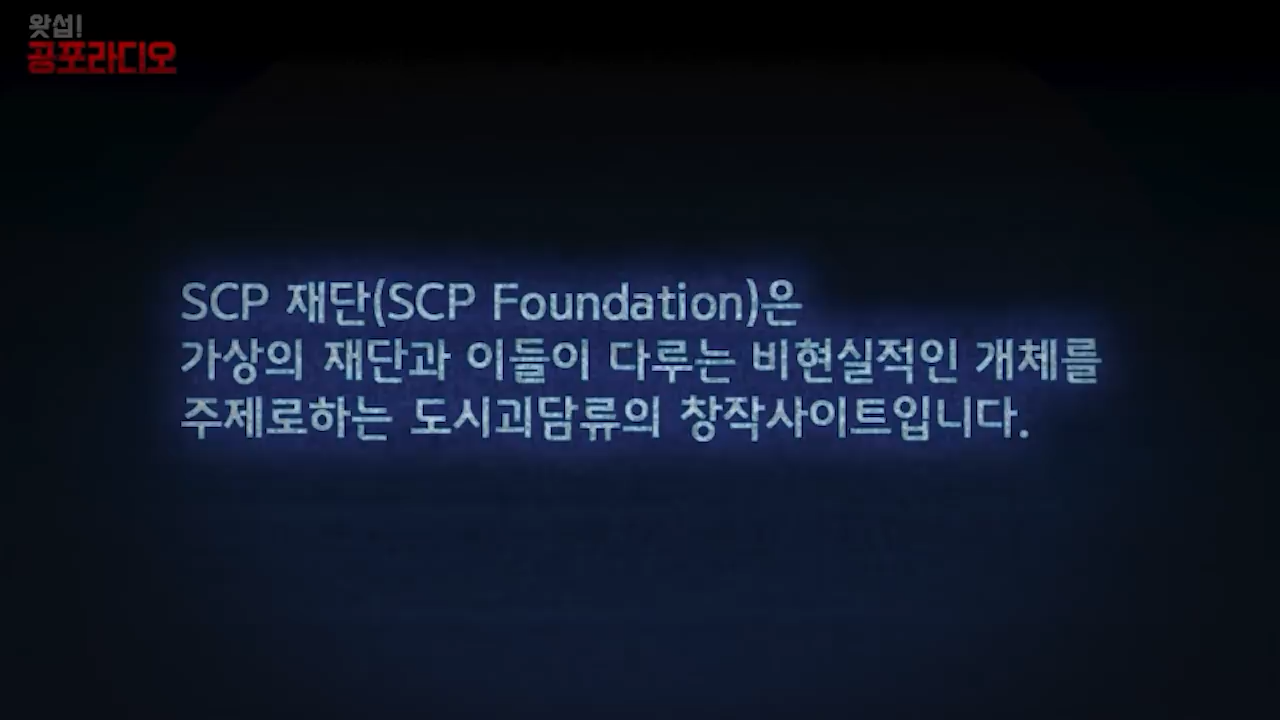 왓섭!
공포라디오
SCP 재단(SCP Foundation)은
가상의 재단과 이들이 다루는 비현실적인 개체를
주제로하는 도시괴담류의 창작사이트입니다.